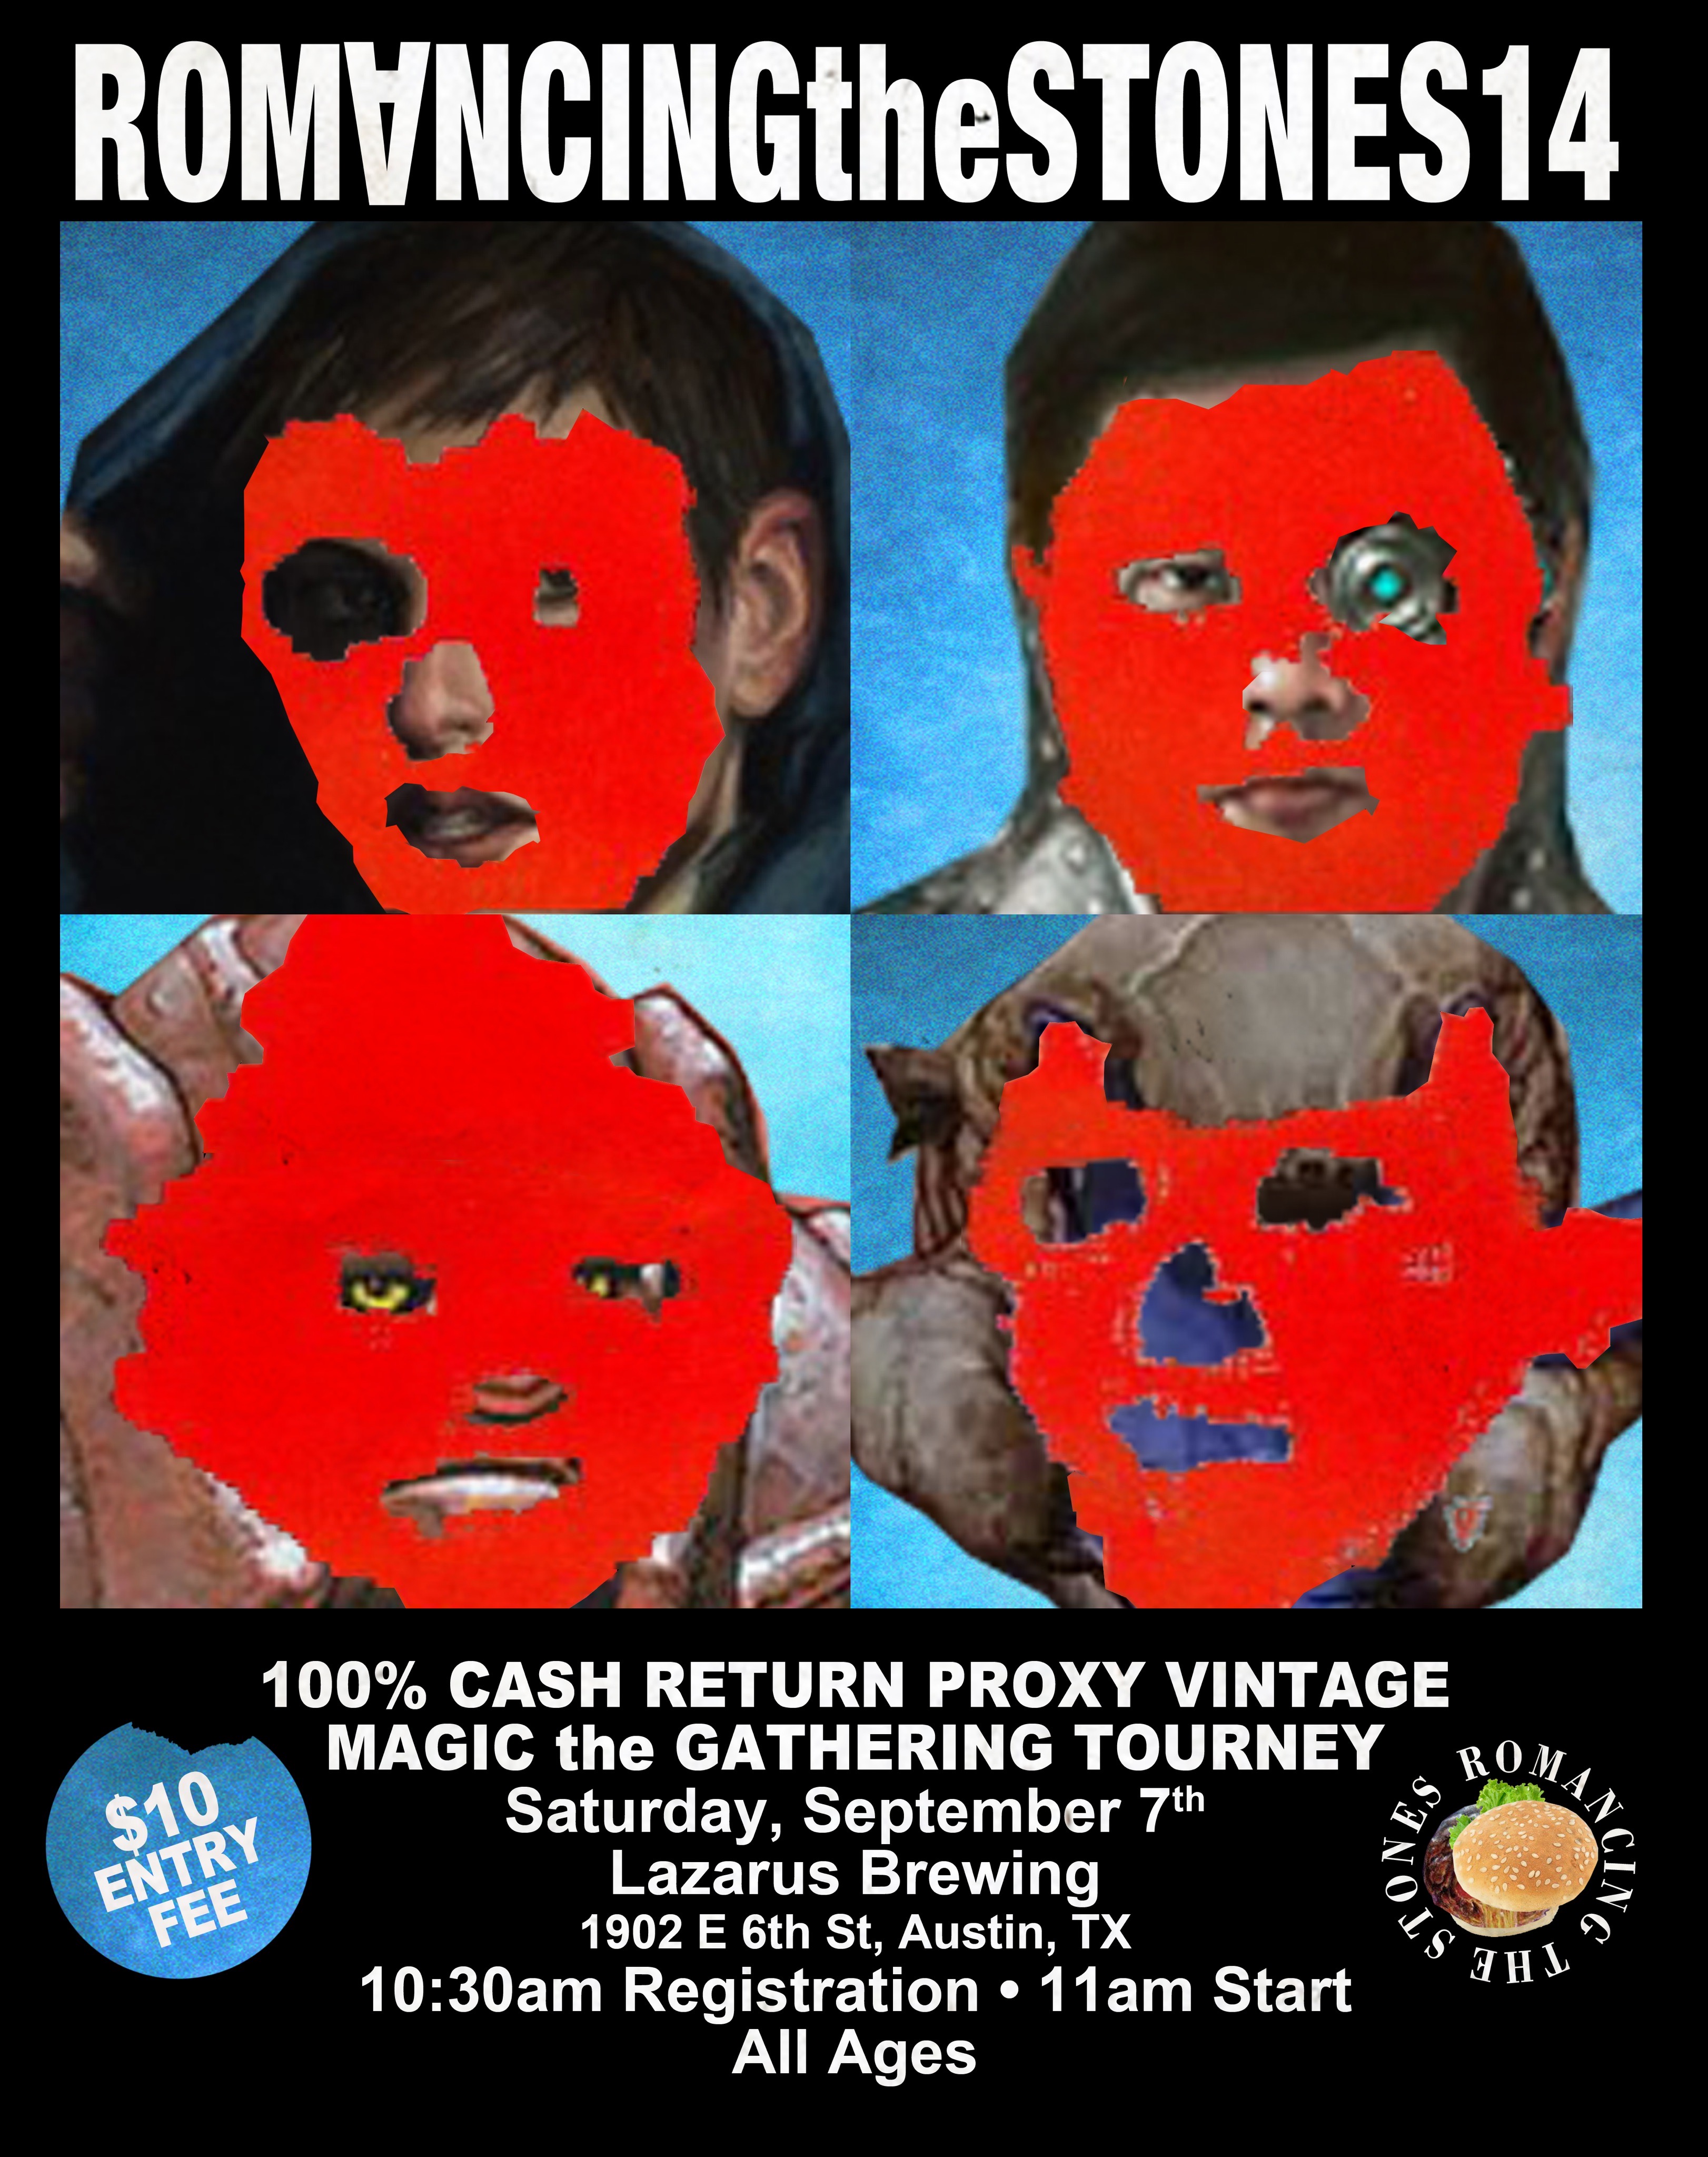 ROMⱯNCINGtheSTONES14
100% CASH RETURN PROXY VINTAGE
MAGIC the GATHERING TOURNEY
Saturday, September 7th
Lazarus Brewing
1902 E 6th St, Austin, TX
10:30am Registration • 11am Start
All Ages
$10
ENTRY
FEE
ROMANCING THE STONES